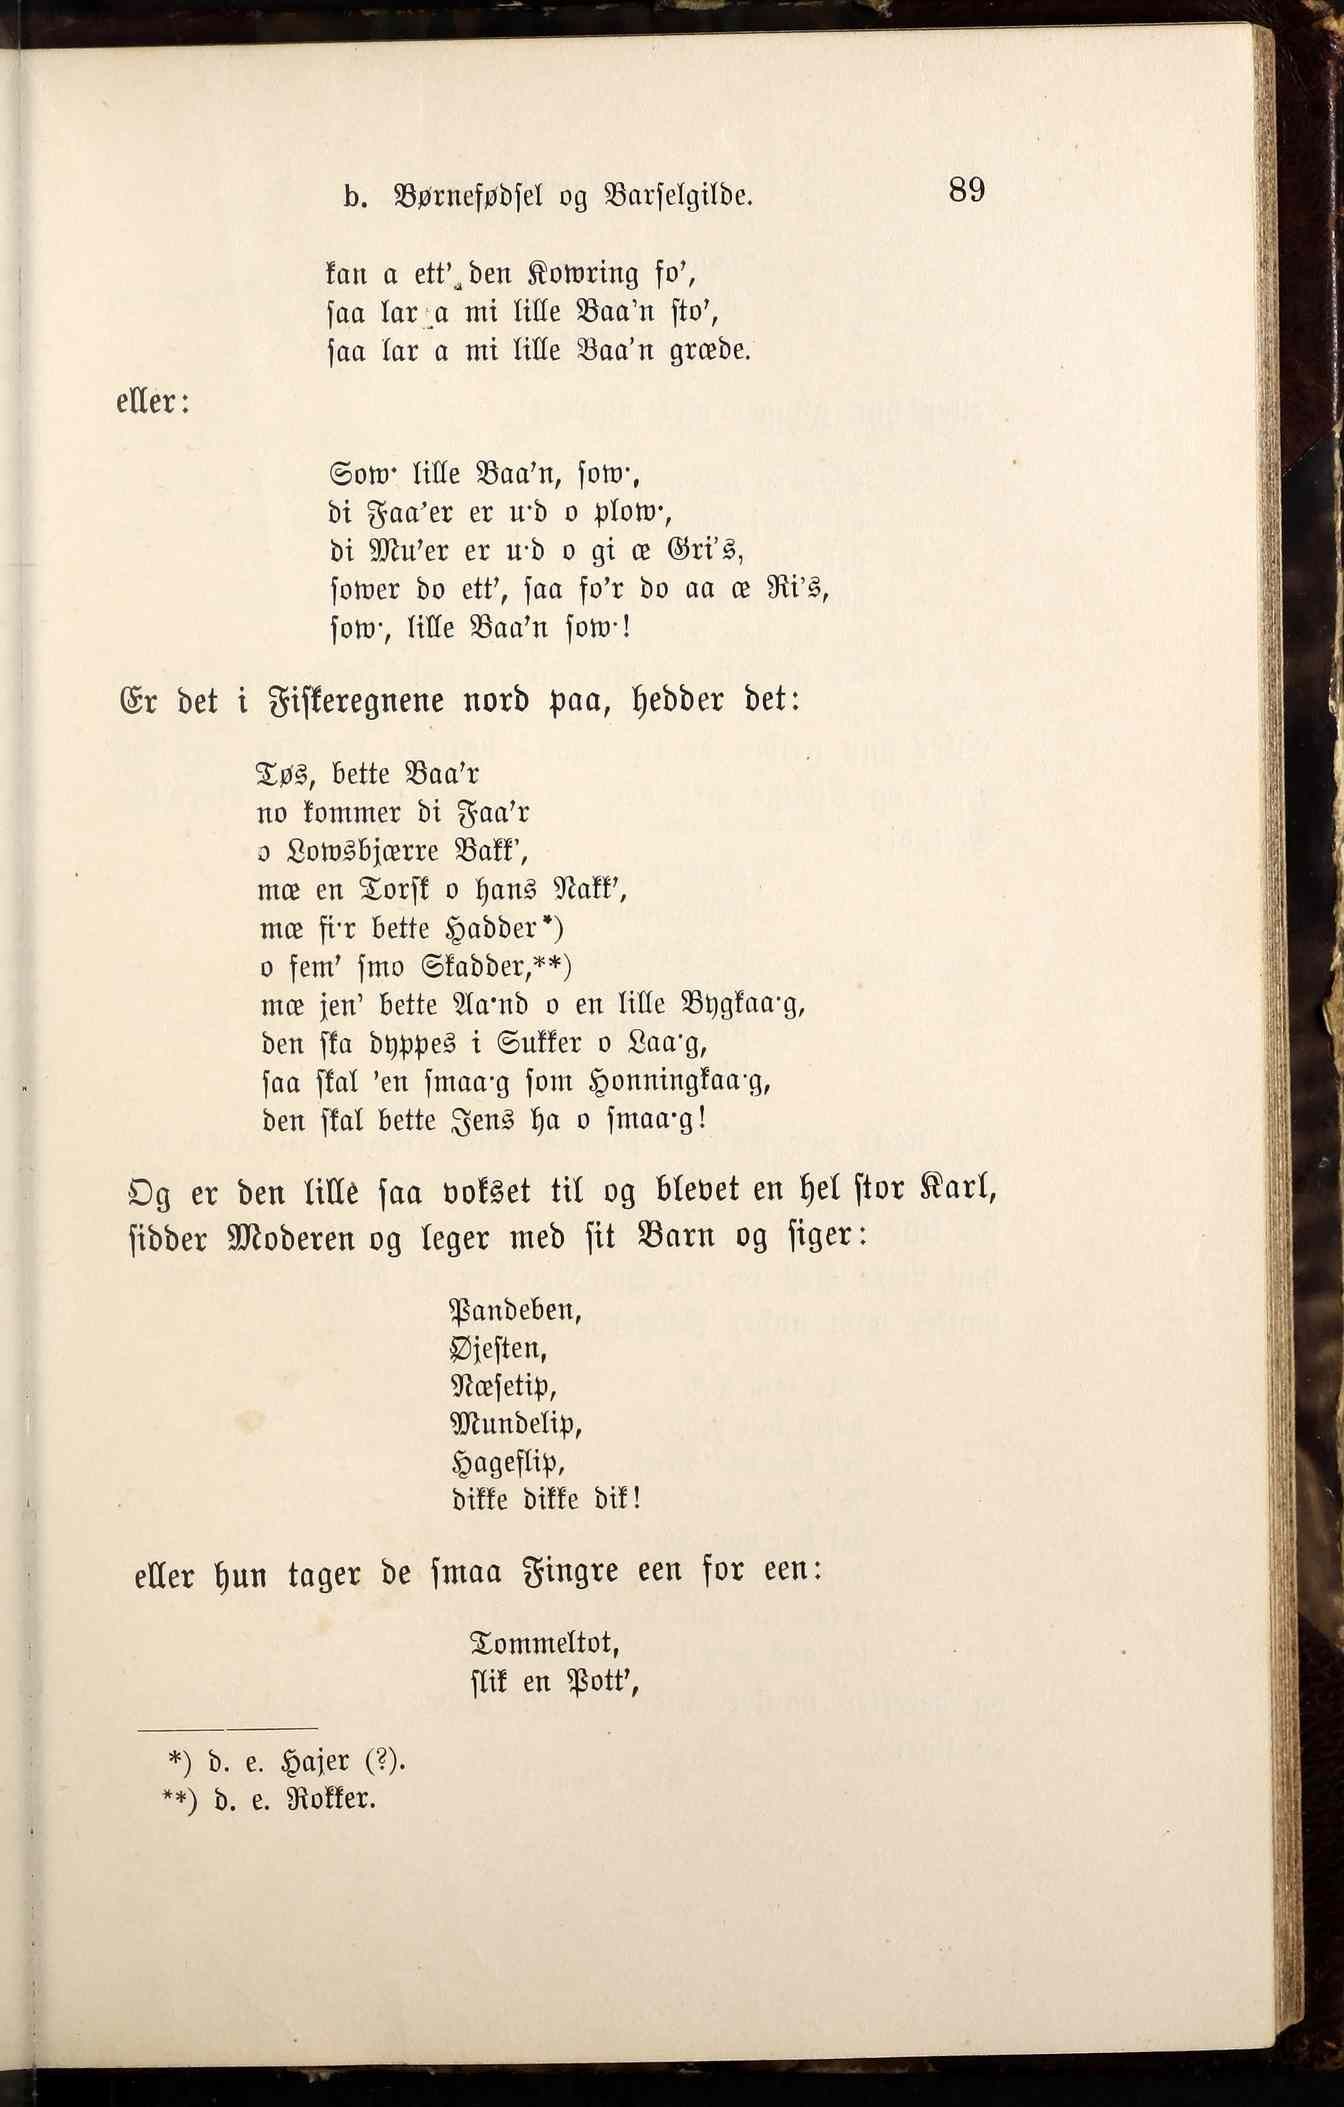 b. Børnefødsel og Barselgilde. 89
kan a ett' den Kowring fo',
saa lar a mi lille Baa'n sto',
saa lar a mi lille Baa'n græde.
eller:
Sow· lille Baa'n, sow·,
di Faa'er er u·d o plow·,
di Mu'er er u·d o gi æ Gri's,
sower do ett', saa fo'r do aa æ Ri's,
sow·, lille Baa'n sow·!
Er det i Fiskeregnene nord paa, hedder det:
Tøs, bette Baa'r
no kommer di Faa'r
o Lowsbjærre Bakk',
mæ en Torsk o hans Nakk',
mæ fi·r bette Hadder*)
o fem' smo Skadder,**)
mæ jen' bette Aa·nd o en lille Bygkaa·g,
den ska dyppes i Sukker o Laa·g,
saa skal 'en smaa·g som Honningkaa·g,
den skal bette Jens ha o smaa·g!
Og er den lille saa vokset til og blevet en hel stor Karl,
sidder Moderen og leger med sit Barn og siger:
Pandeben,
Øjesten,
Næsetip,
Mundelip,
Hageflip,
dikke dikke dik!
eller hun tager de smaa Fingre een for een:
Tommeltot,
slik en Pott',
*) d. e. Hajer (?).
**) d. e. Rokker.